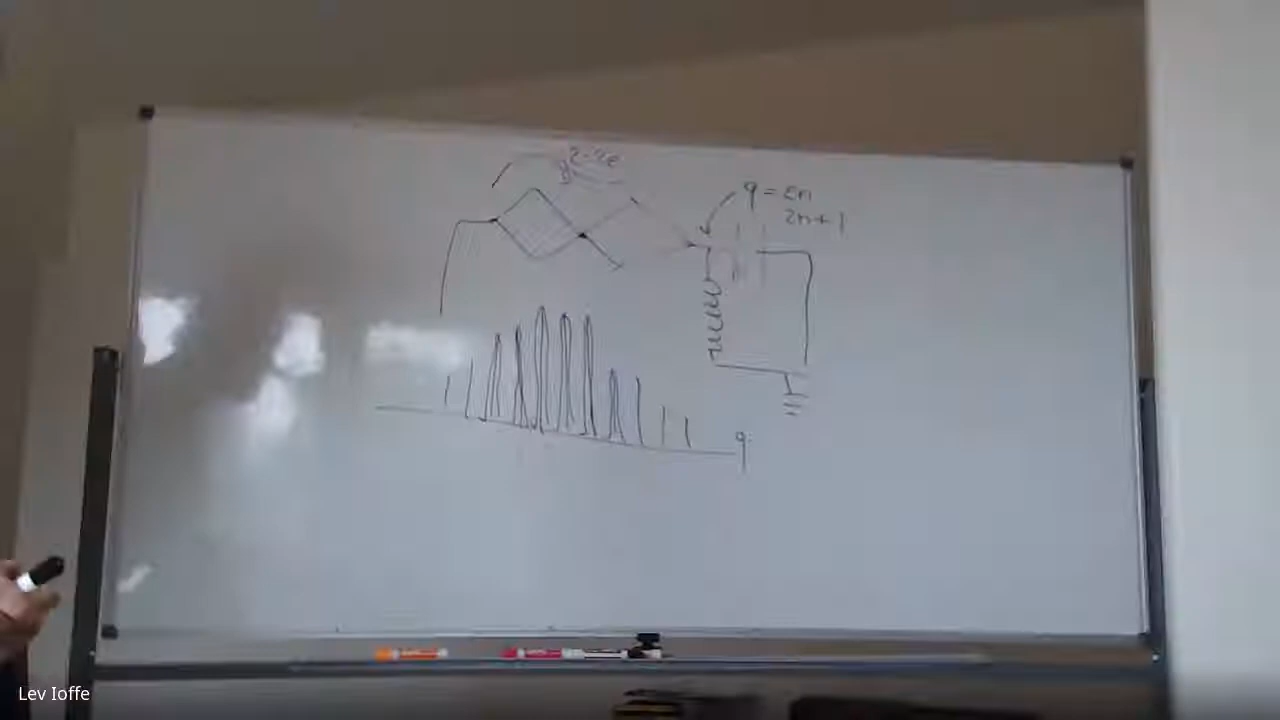 q = 2n
2n+1
q
Lev Ioffe